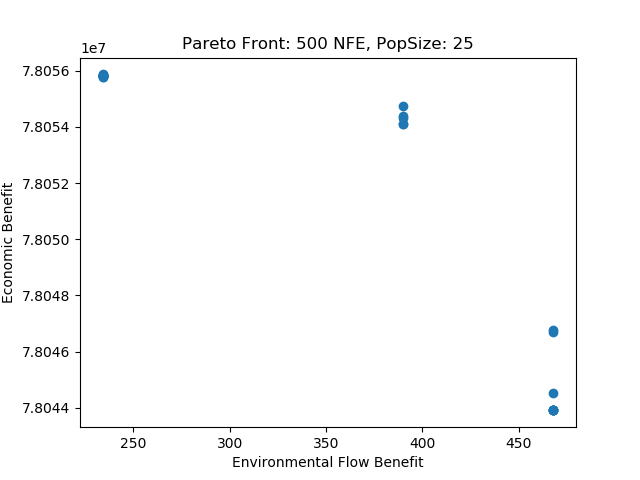 Pareto Front: 500 NFE, PopSize: 25
1e7
7.8056
7.8054
7.8052
7.8050
7.8048
7.8046
7.8044
Economic Benefit
250 300 350 400 450
Environmental Flow Benefit